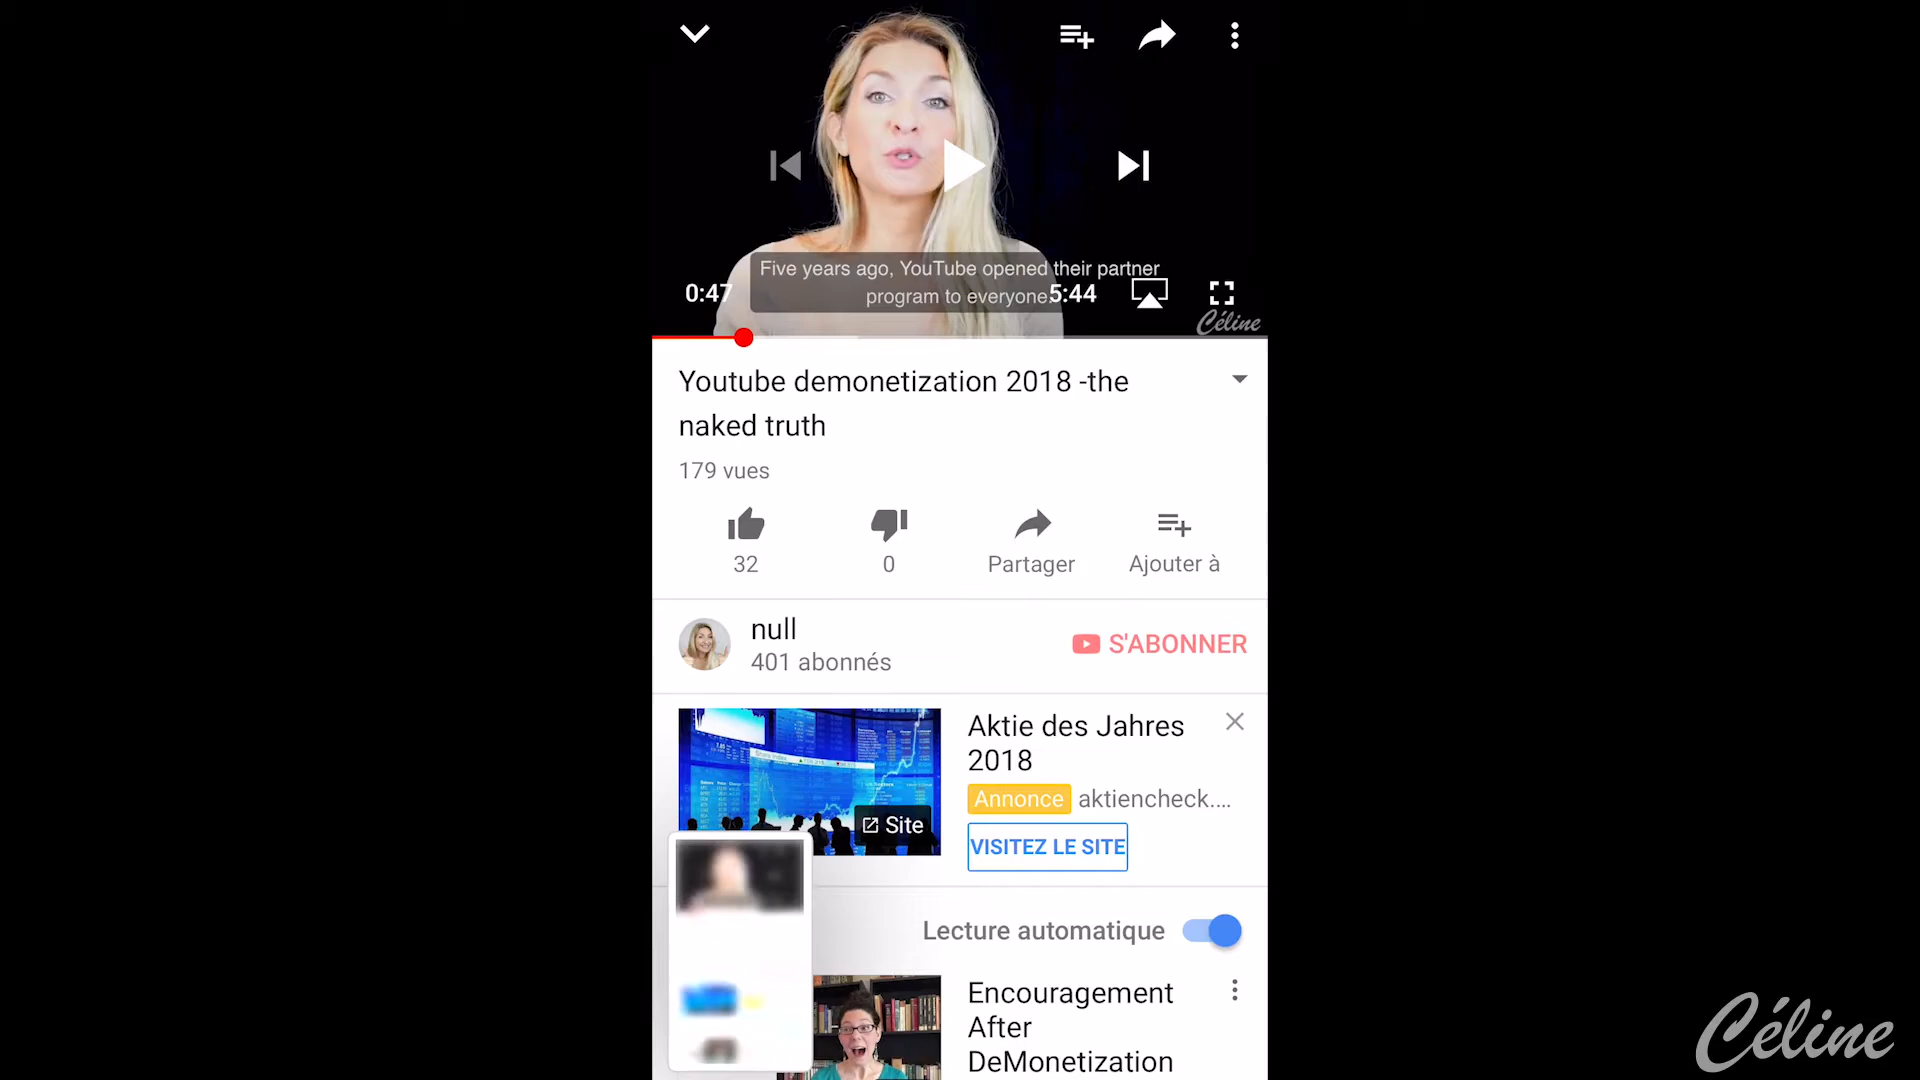 Five years ago, YouTube opened their partner
program to everyone.
0:47
5:44
Céline
Youtube demonetization 2018 -the
naked truth
179 vues
32
0
Partager
Ajouter à
null
401 abonnés
S'ABONNER
Aktie des Jahres
2018
Annonce aktiencheck....
Site
VISITEZ LE SITE
Lecture automatique
Encouragement
After
DeMonetization
Céline